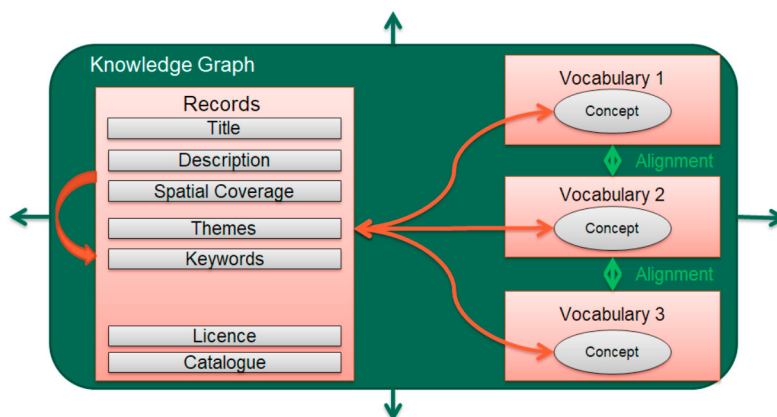 Knowledge Graph
Records
Title
Description
Spatial Coverage
Themes
Keywords
Licence
Catalogue
Vocabulary 1
Concept
Alignment
Vocabulary 2
Concept
Alignment
Vocabulary 3
Concept